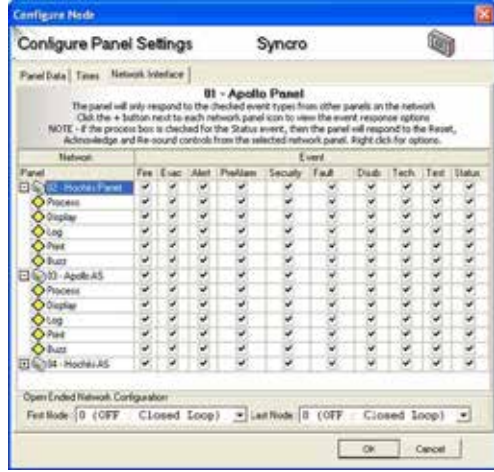 Configure Node
Configure Panel Settings Syncro
Panel Data Times Network Interface
01 - Apollo Panel
The panel will only respond to the checked event types from other panels on the network
Click the + button next to each network panel icon to view the event response options
NOTE - if the process box is checked for the Status event, then the panel will respond to the Reset,
Acknowledge and Re-sound controls from the selected network panel. Right click for options.
Network Event
Panel Fire Evac Alert PreAlarm Security Fault Disab Tech Test Status
02 - Hochiki Panel
Process
Display
Log
Print
Buzz
03 - Apollo AS
Process
Display
Log
Print
Buzz
04 - Hochiki AS
Open Ended Network Configuration
First Node: 0 (OFF : Closed Loop) Last Node: 0 (OFF : Closed Loop)
OK Cancel